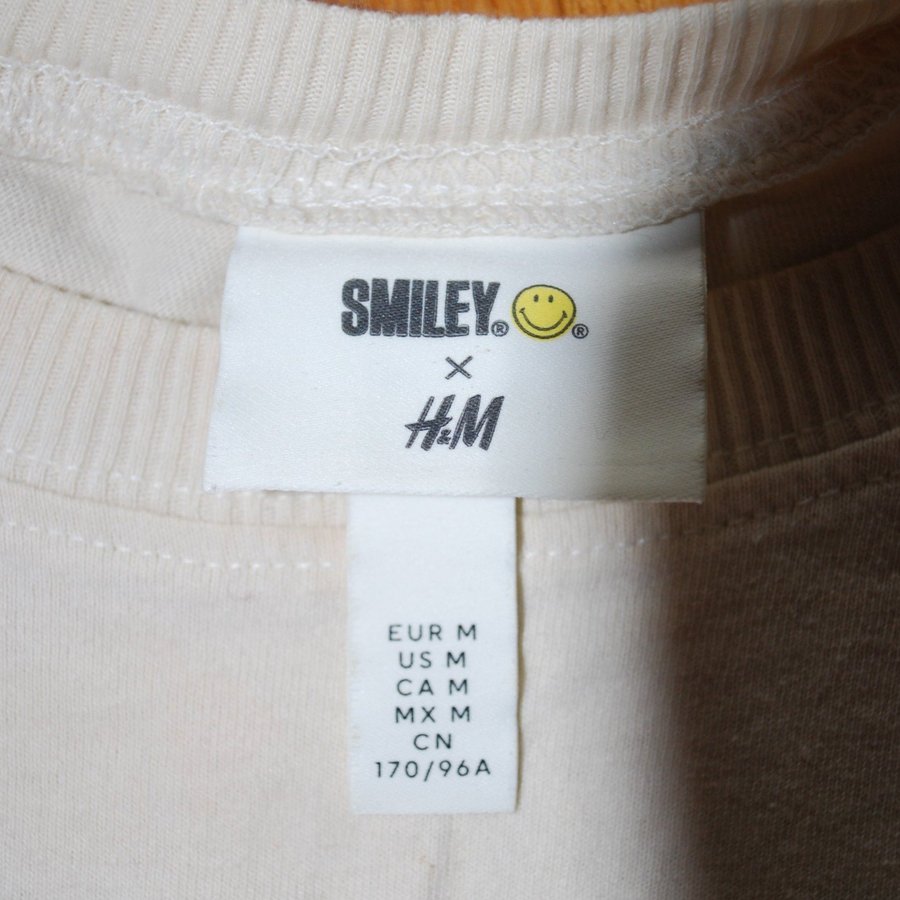 SMILEY® ®
×
H&M
EUR M
US M
CA M
MX M
CN
170/96A